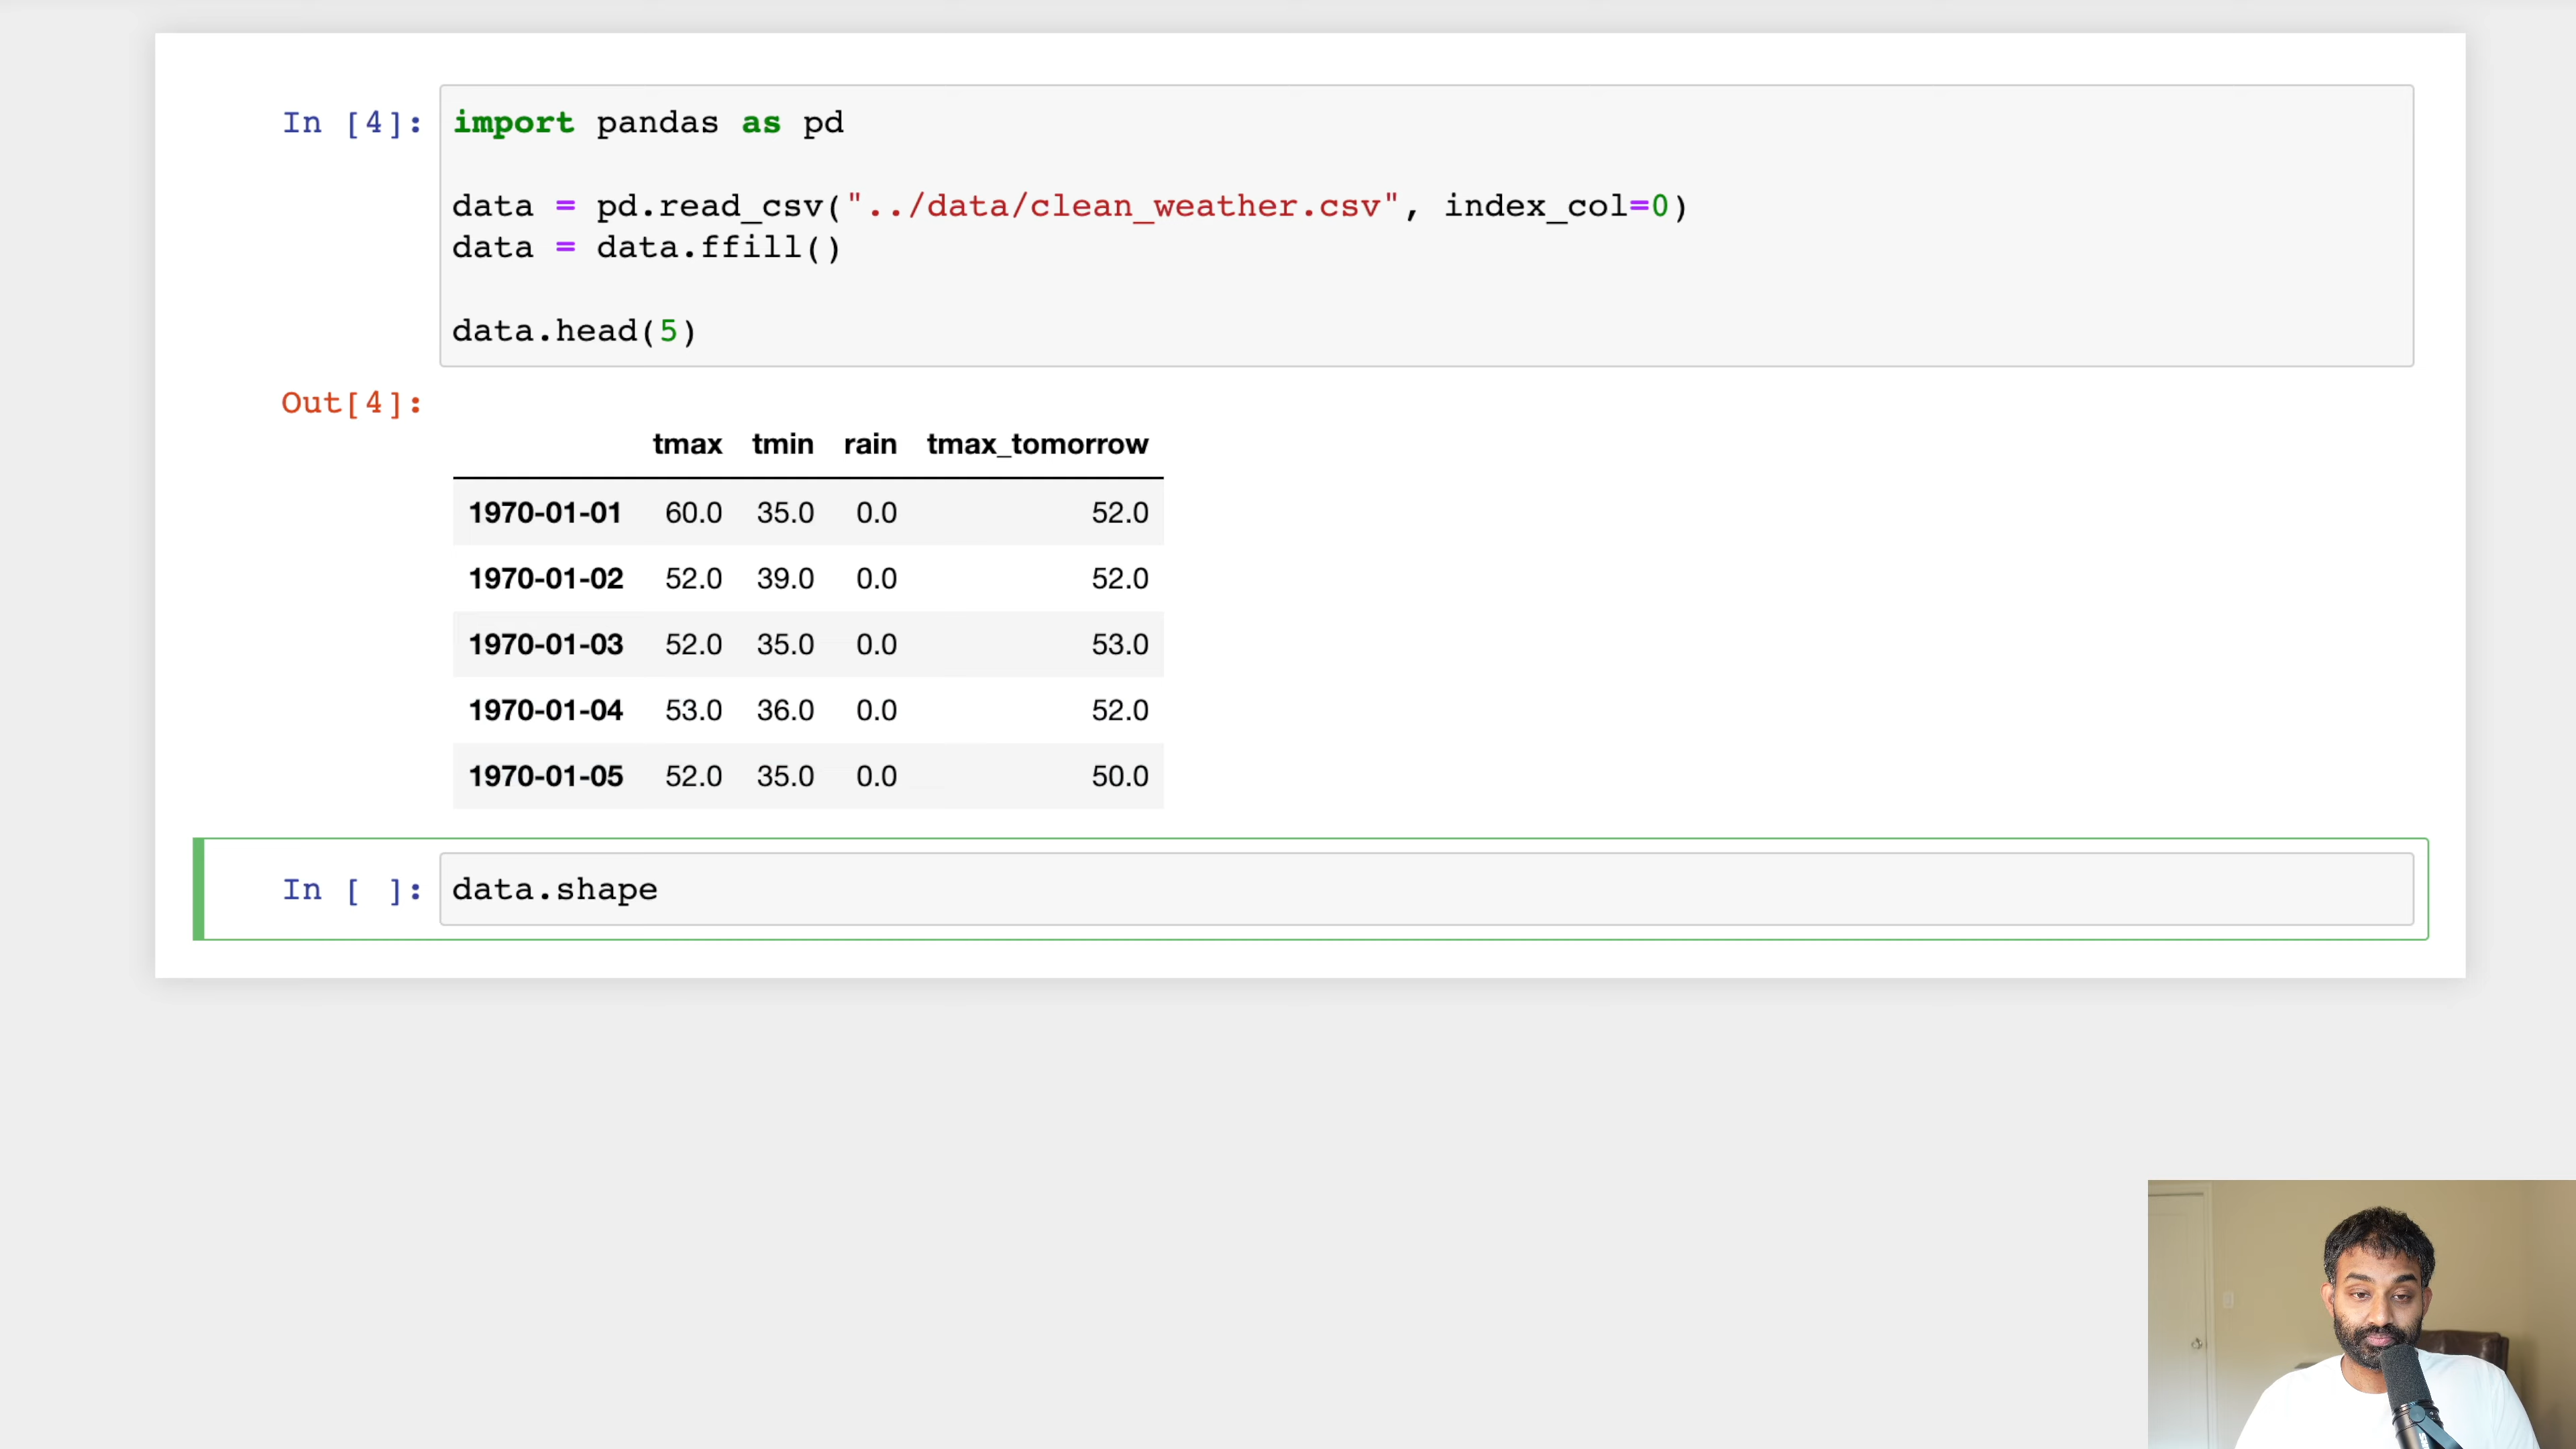 In [4]: import pandas as pd
data = pd.read_csv("../data/clean_weather.csv", index_col=0)
data = data.ffill()
data.head(5)
Out[4]:
tmax tmin rain tmax_tomorrow
1970-01-01 60.0 35.0 0.0 52.0
1970-01-02 52.0 39.0 0.0 52.0
1970-01-03 52.0 35.0 0.0 53.0
1970-01-04 53.0 36.0 0.0 52.0
1970-01-05 52.0 35.0 0.0 50.0
In [ ]: data.shape